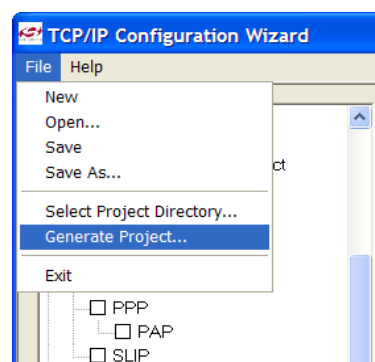 TCP/IP Configuration Wizard
File Help
New
Open...
Save
Save As...
ct
Select Project Directory...
Generate Project...
Exit
PPP
PAP
SLIP